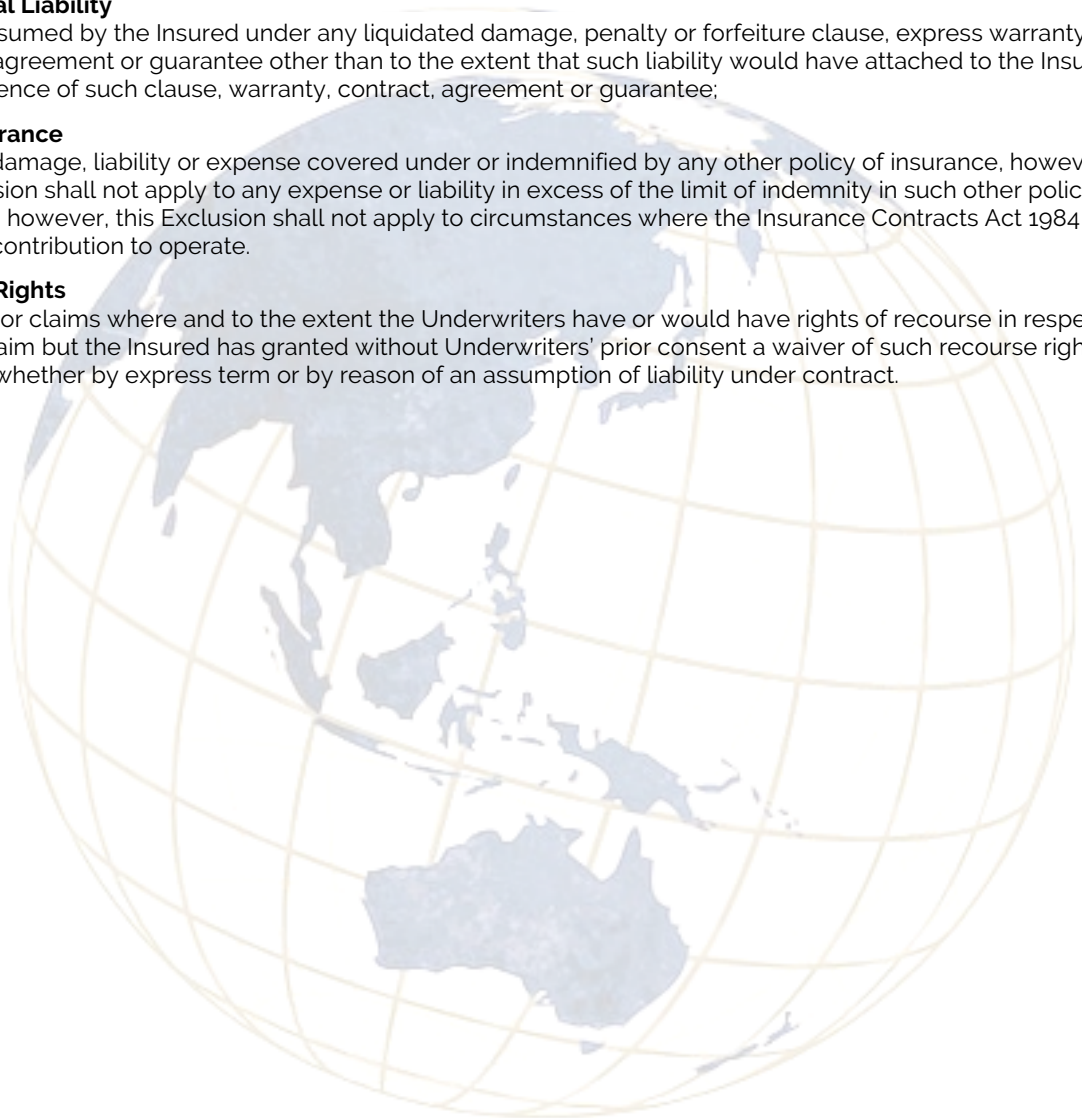 al Liability
sumed by the Insured under any liquidated damage, penalty or forfeiture clause, express warranty
agreement or guarantee other than to the extent that such liability would have attached to the Insu
ence of such clause, warranty, contract, agreement or guarantee;
rance
damage, liability or expense covered under or indemnified by any other policy of insurance, howev
sion shall not apply to any expense or liability in excess of the limit of indemnity in such other polic
however, this Exclusion shall not apply to circumstances where the Insurance Contracts Act 1984
contribution to operate.
Rights
or claims where and to the extent the Underwriters have or would have rights of recourse in respe
aim but the Insured has granted without Underwriters' prior consent a waiver of such recourse righ
whether by express term or by reason of an assumption of liability under contract.